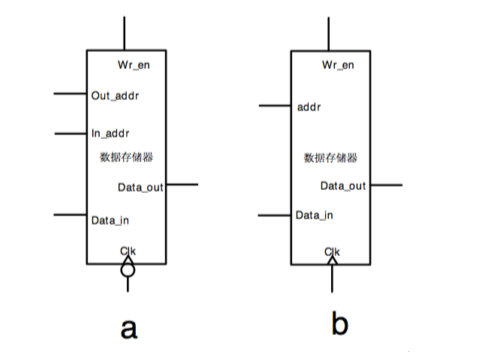 Wr_en
Out_addr
In_addr
数据存储器
Data_out
Data_in
Clk
a
Wr_en
addr
数据存储器
Data_out
Data_in
Clk
b